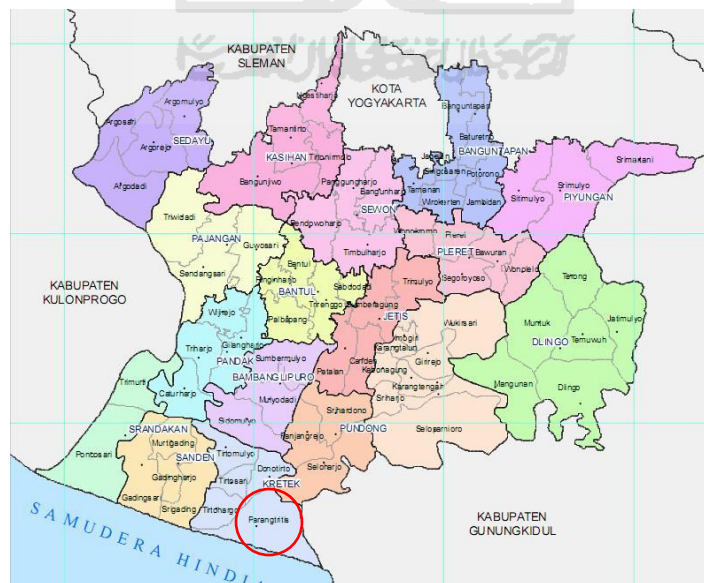 KABUPATEN
SLEMAN
KOTA
YOGYAKARTA
Ngestiharjo
Argomulyo
Argosari
SEDAYU
Argorejo
Argodadi
Tamantirto
KASIHAN
Tirtonirmolo
Bangunjiwo
Panggungharjo
Bangunharjo
SEWON
Pendowoharjo
Timbulharjo
Banguntapan
Baturetno
BANGUNTAPAN
Jagalan
Singosaren
Potorono
Tamanan
Wirokerten
Jambidan
Srimartani
Srimulyo
Sitimulyo
PIYUNGAN
Triwidadi
PAJANGAN
Guyosari
Sendangsari
Wonokromo
Pleret
PLERET
Bawuran
Segoroyoso
Wonolelo
KABUPATEN
KULONPROGO
Bantul
Ringinharjo
BANTUL
Sabdodadi
Trirenggo
Palbapang
Trimulyo
Sumberagung
JETIS
Patalan
Canden
Terong
Muntuk
Jatimulyo
DLINGO
Temuwuh
Mangunan
Dlingo
Wukirsari
Imogiri
Karangtalun
Girirejo
Kebonagung
Karangtengah
Sriharjo
Selopamioro
Wijirejo
Gilangharjo
Triharjo
PANDAK
Caturharjo
Sumbermulyo
BAMBANGLIPURO
Mulyodadi
Sidomulyo
Trimurti
SRANDAKAN
Poncosari
Murtigading
SANDEN
Gadingharjo
Gadingsari
Srigading
Srihardono
Panjangrejo
PUNDONG
Seloharjo
Tirtomulyo
Donotirto
Tirtosari
KRETEK
Tirtohargo
Parangtritis
SAMUDERA HINDIA
KABUPATEN
GUNUNGKIDUL